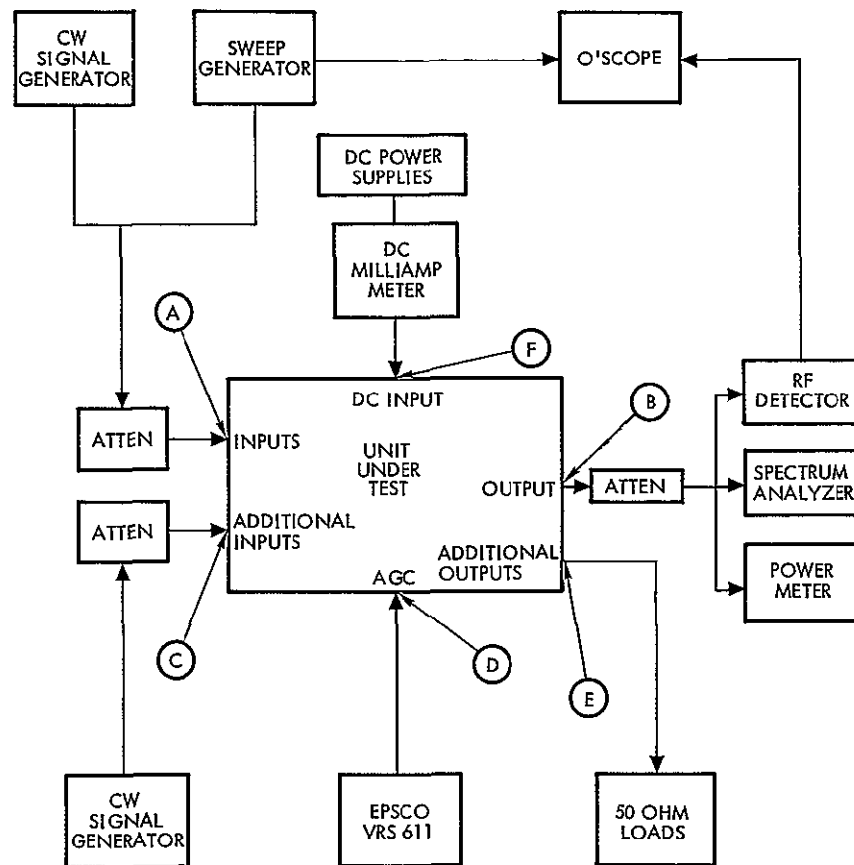 CW
SIGNAL
GENERATOR
SWEEP
GENERATOR
O'SCOPE
DC POWER
SUPPLIES
DC
MILLIAMP
METER
A
F
B
RF
DETECTOR
ATTEN
INPUTS
DC INPUT
UNIT
UNDER
TEST
OUTPUT
ATTEN
SPECTRUM
ANALYZER
ATTEN
ADDITIONAL
INPUTS
AGC
ADDITIONAL
OUTPUTS
POWER
METER
C
D
E
CW
SIGNAL
GENERATOR
EPSCO
VRS 611
50 OHM
LOADS